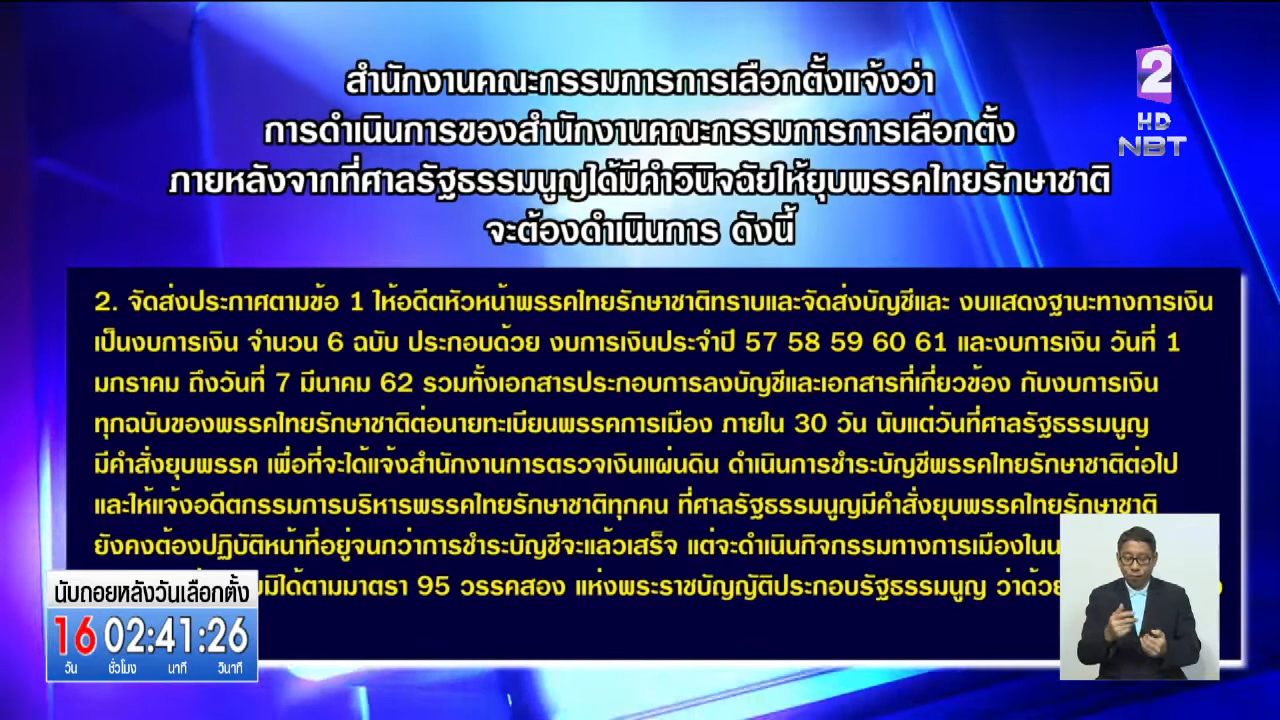 สำนักงานคณะกรรมการการเลือกตั้งแจ้งว่า
การดำเนินการของสำนักงานคณะกรรมการการเลือกตั้ง
ภายหลังจากที่ศาลรัฐธรรมนูญได้มีคำวินิจฉัยให้ยุบพรรคไทยรักษาชาติ
จะต้องดำเนินการ ดังนี้
2
HD
NBT
2. จัดส่งประกาศตามข้อ 1 ให้อดีตหัวหน้าพรรคไทยรักษาชาติทราบและจัดส่งบัญชีและ งบแสดงฐานะทางการเงิน
เป็นงบการเงิน จำนวน 6 ฉบับ ประกอบด้วย งบการเงินประจำปี 57 58 59 60 61 และงบการเงิน วันที่ 1
มกราคม ถึงวันที่ 7 มีนาคม 62 รวมทั้งเอกสารประกอบการลงบัญชีและเอกสารที่เกี่ยวข้อง กับงบการเงิน
ทุกฉบับของพรรคไทยรักษาชาติต่อนายทะเบียนพรรคการเมือง ภายใน 30 วัน นับแต่วันที่ศาลรัฐธรรมนูญ
มีคำสั่งยุบพรรค เพื่อที่จะได้แจ้งสำนักงานการตรวจเงินแผ่นดิน ดำเนินการชำระบัญชีพรรคไทยรักษาชาติต่อไป
และให้แจ้งอดีตกรรมการบริหารพรรคไทยรักษาชาติทุกคน ที่ศาลรัฐธรรมนูญมีคำสั่งยุบพรรคไทยรักษาชาติ
ยังคงต้องปฏิบัติหน้าที่อยู่จนกว่าการชำระบัญชีจะแล้วเสร็จ แต่จะดำเนินกิจกรรมทางการเมืองใน
มิได้ตามมาตรา 95 วรรคสอง แห่งพระราชบัญญัติประกอบรัฐธรรมนูญ ว่าด้วย
นับถอยหลังวันเลือกตั้ง
16 02:41:26
วัน ชั่วโมง นาที วินาที